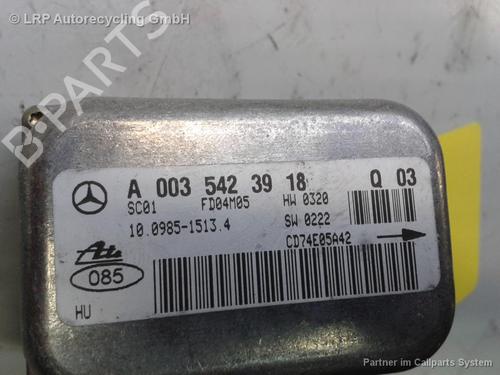 © LRP Autorecycling GmbH
A 003 542 39 18 Q 03
SC01 FD04M05 HW 0320
10.0985-1513.4 SW 0222
CD74E05A42
Ate
085
HU
Partner im Callparts System